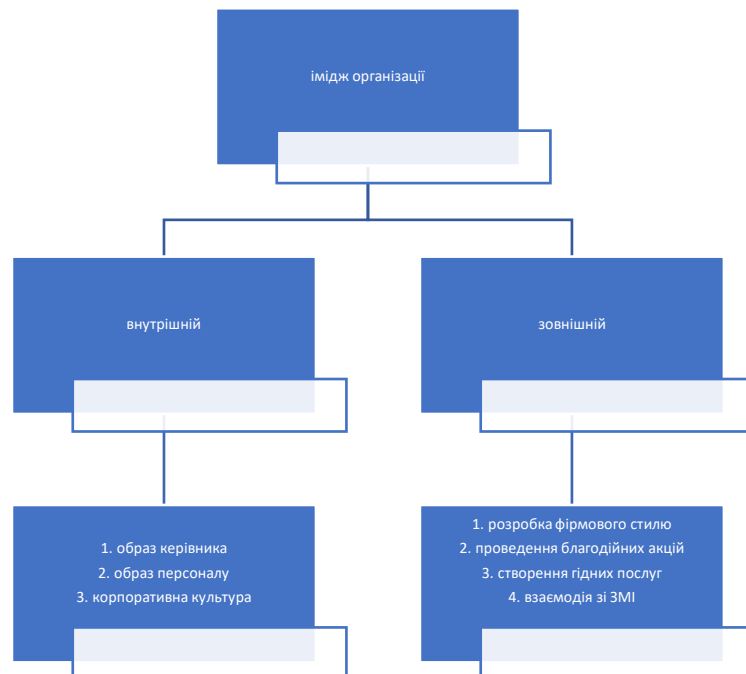 імідж організації
внутрішній
зовнішній
1. образ керівника
2. образ персоналу
3. корпоративна культура
1. розробка фірмового стилю
2. проведення благодійних акцій
3. створення гідних послуг
4. взаємодія зі ЗМІ